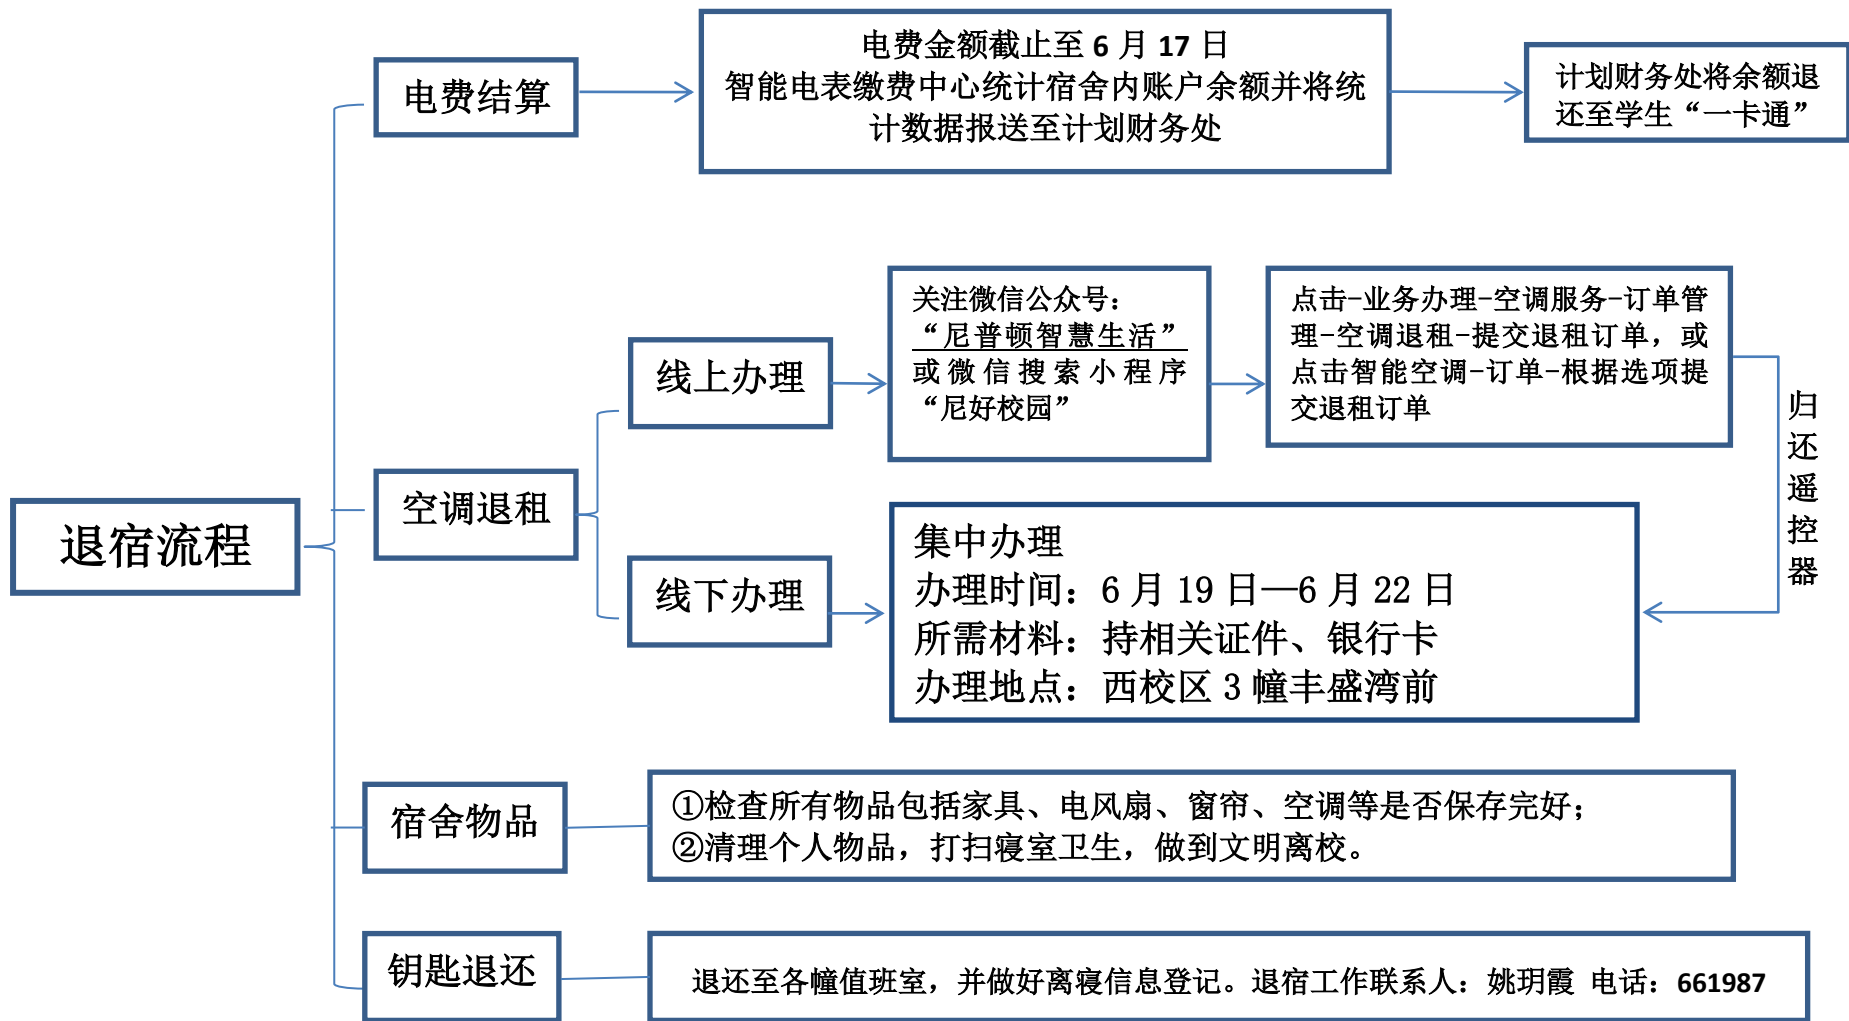 退宿流程
电费结算
电费金额截止至 6 月 17 日
智能电表缴费中心统计宿舍内账户余额并将统
计数据报送至计划财务处
计划财务处将余额退
还至学生“一卡通”
空调退租
线上办理
关注微信公众号：
“尼普顿智慧生活”
或微信搜索小程序
“尼好校园”
点击-业务办理-空调服务-订单管
理-空调退租-提交退租订单，或
点击智能空调-订单-根据选项提
交退租订单
归
还
遥
控
器
线下办理
集中办理
办理时间：6 月 19 日—6 月 22 日
所需材料：持相关证件、银行卡
办理地点：西校区 3 幢丰盛湾前
宿舍物品
①检查所有物品包括家具、电风扇、窗帘、空调等是否保存完好；
②清理个人物品，打扫寝室卫生，做到文明离校。
钥匙退还
退还至各幢值班室，并做好离寝信息登记。退宿工作联系人：姚玥霞 电话：661987